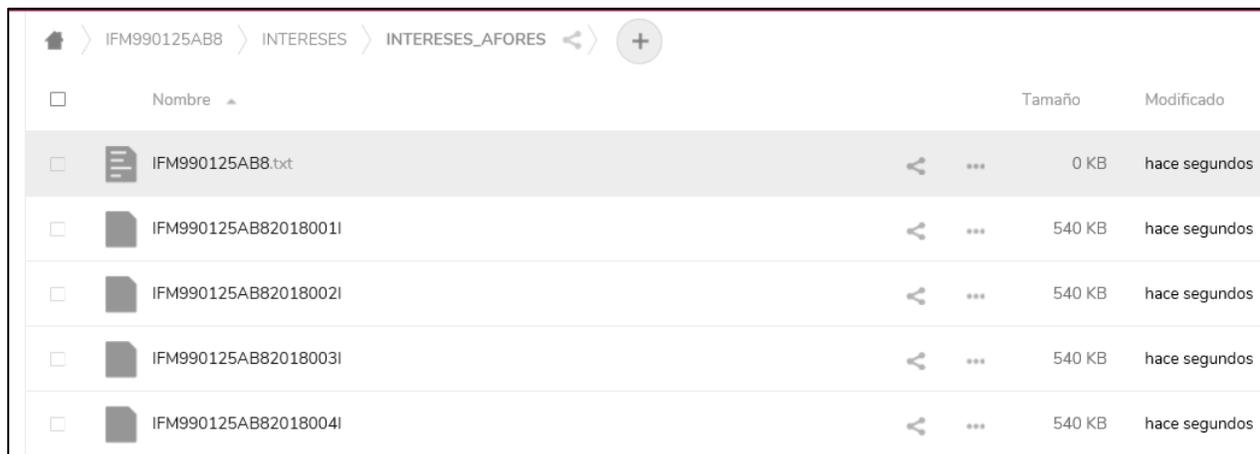 IFM990125AB8 INTERESES INTERESES_AFORES +
Nombre Tamaño Modificado
IFM990125AB8.txt 0 KB hace segundos
IFM990125AB82018001I 540 KB hace segundos
IFM990125AB82018002I 540 KB hace segundos
IFM990125AB82018003I 540 KB hace segundos
IFM990125AB82018004I 540 KB hace segundos